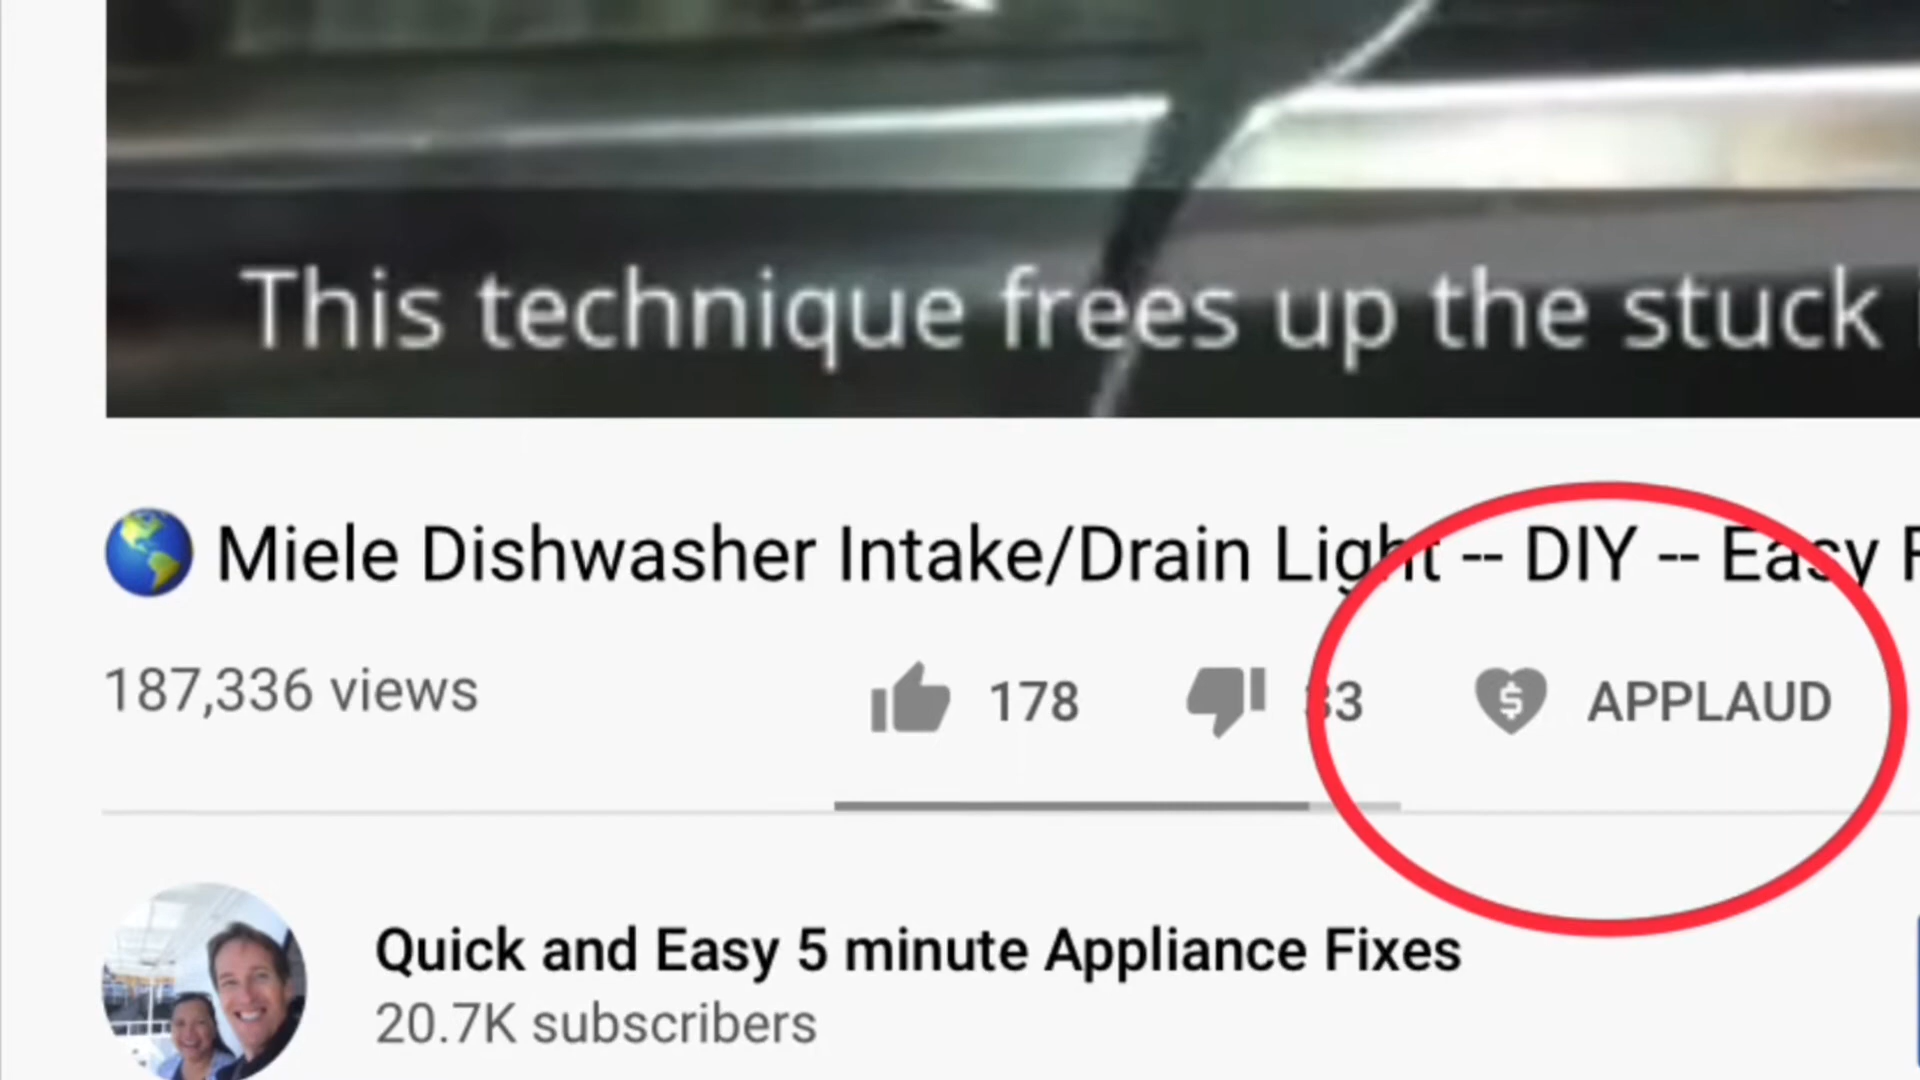 This technique frees up the stuck
Miele Dishwasher Intake/Drain Light -- DIY -- Easy
187,336 views
178
33
$ APPLAUD
Quick and Easy 5 minute Appliance Fixes
20.7K subscribers